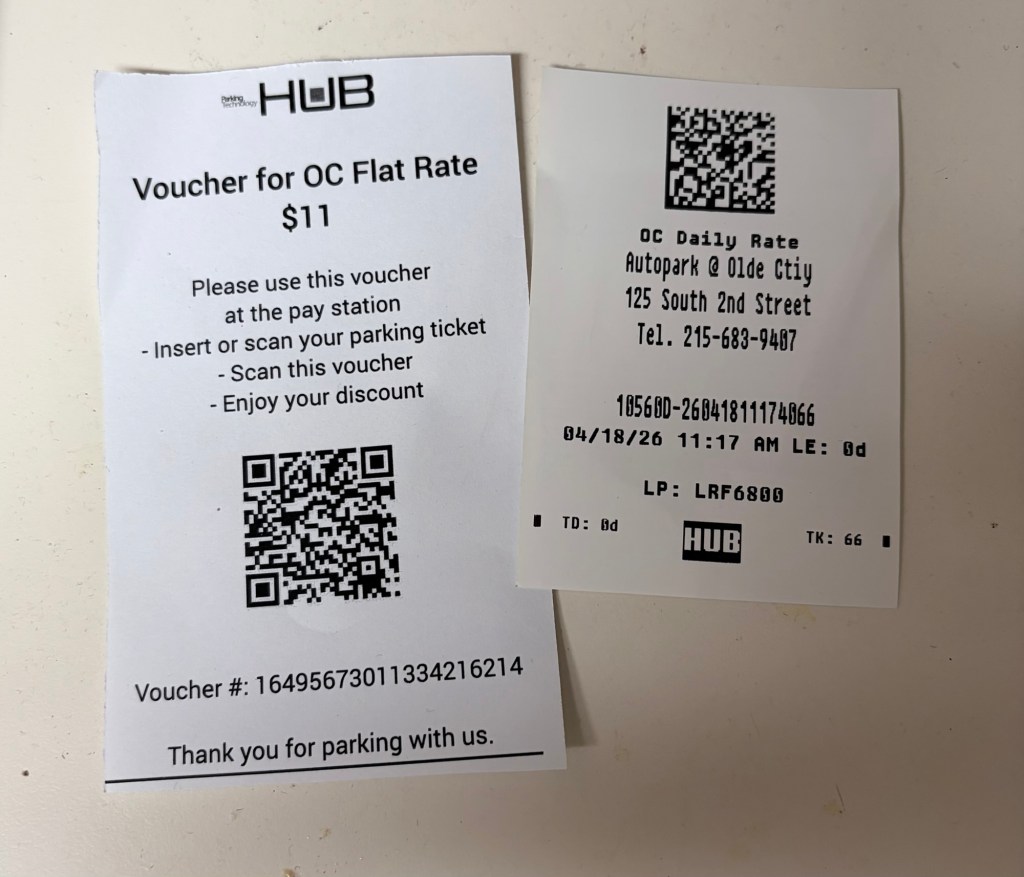 Parking
Technology
HUB
Voucher for OC Flat Rate
$11
Please use this voucher
at the pay station
- Insert or scan your parking ticket
- Scan this voucher
- Enjoy your discount
Voucher #: 16495673011334216214
Thank you for parking with us.
OC Daily Rate
Autopark @ Olde Ctiy
125 South 2nd Street
Tel. 215-683-9407
10560D-26041811174066
04/18/26 11:17 AM LE: 0d
LP: LRF6800
TD: 0d
HUB
TK: 66